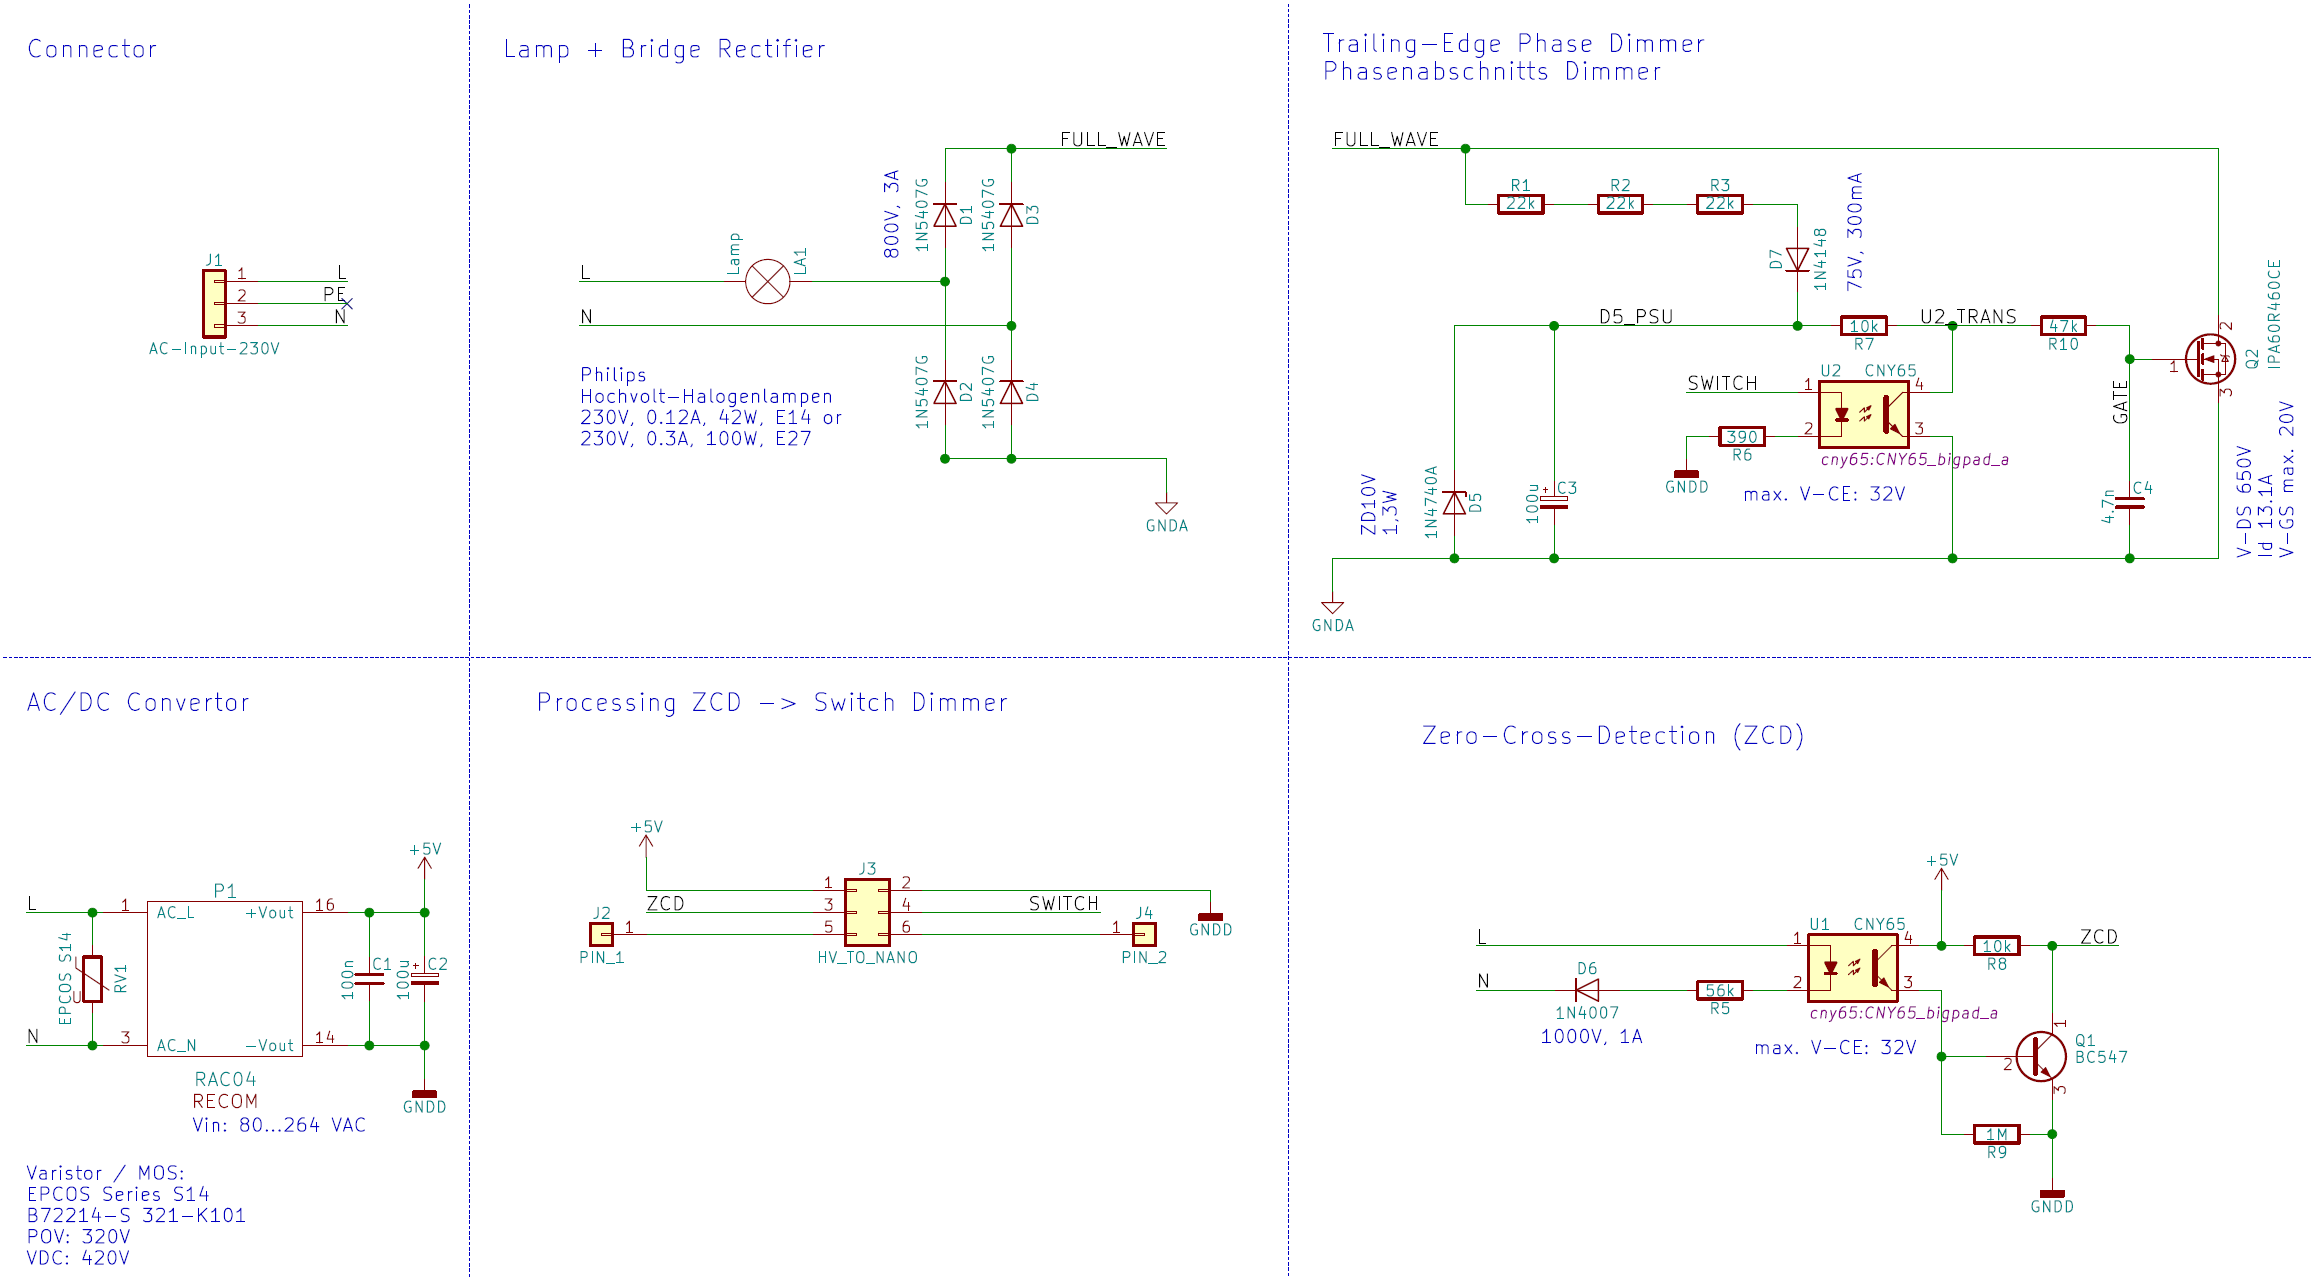 Connector
J1
1
L
2
PE
3
N
AC-Input-230V
Lamp + Bridge Rectifier
FULL_WAVE
800V, 3A
1N5407G
D1
1N5407G
D3
Lamp
LA1
L
N
1N5407G
D2
1N5407G
D4
Philips
Hochvolt-Halogenlampen
230V, 0.12A, 42W, E14 or
230V, 0.3A, 100W, E27
GNDA
Trailing-Edge Phase Dimmer
Phasenabschnitts Dimmer
FULL_WAVE
R1
22k
R2
22k
R3
22k
D7
1N4148
75V, 300mA
D5_PSU
10k
R7
U2_TRANS
47k
R10
2
1
3
Q2
IPA60R460CE
GATE
U2
CNY65
SWITCH
1
4
2
3
390
R6
GNDD
cny65:CNY65_bigpad_a
max. V-CE: 32V
ZD10V
1,3W
1N4740A
D5
100u
+
C3
4.7n
C4
V-DS 650V
Id 13.1A
V-GS max. 20V
GNDA
AC/DC Convertor
+5V
P1
L
1
AC_L
+Vout
16
EPCOS S14
U
RV1
100n
C1
100u
+
C2
N
3
AC_N
-Vout
14
RAC04
RECOM
GNDD
Vin: 80...264 VAC
Varistor / MOS:
EPCOS Series S14
B72214-S 321-K101
POV: 320V
VDC: 420V
Processing ZCD -> Switch Dimmer
+5V
J3
1
2
ZCD
3
4
SWITCH
J2
1
5
6
1
J4
PIN_1
HV_TO_NANO
PIN_2
GNDD
Zero-Cross-Detection (ZCD)
+5V
U1
CNY65
L
1
4
10k
R8
ZCD
N
D6
1N4007
1000V, 1A
56k
R5
2
3
cny65:CNY65_bigpad_a
max. V-CE: 32V
1
2
3
Q1
BC547
1M
R9
GNDD